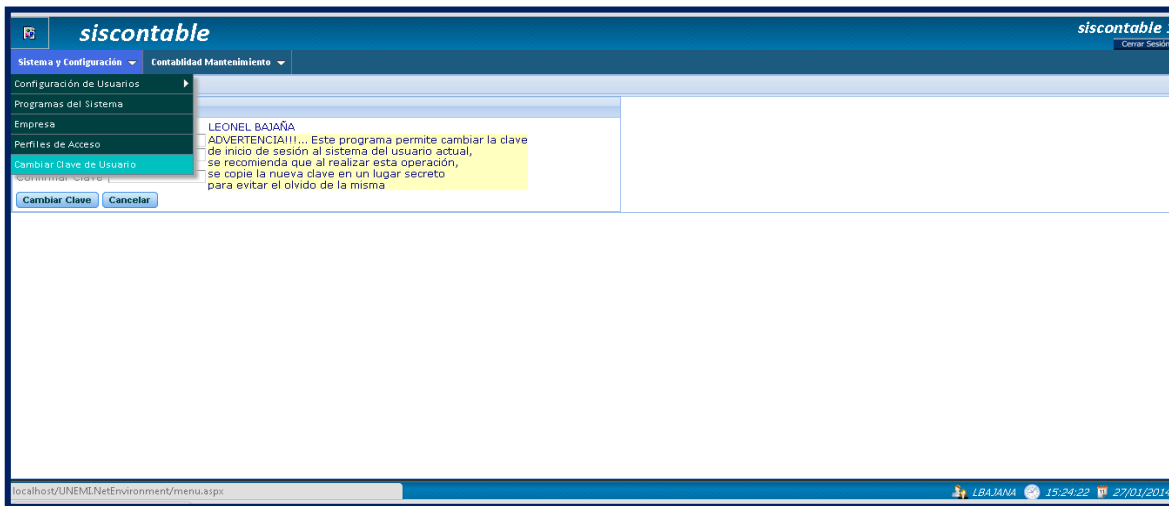 siscontable
siscontable
Cerrar Sesión
Sistema y Configuración
Contablidad Mantenimiento
Configuración de Usuarios
Programas del Sistema
Empresa
Perfiles de Acceso
Cambiar Clave de Usuario
LEONEL BAJAÑA
ADVERTENCIA!!!... Este programa permite cambiar la clave
de inicio de sesión al sistema del usuario actual,
se recomienda que al realizar esta operación,
se copie la nueva clave en un lugar secreto
para evitar el olvido de la misma
Confirmar Clave
Cambiar Clave
Cancelar
localhost/UNEMI.NetEnvironment/menu.aspx
LBAJANA
15:24:22
27/01/2014